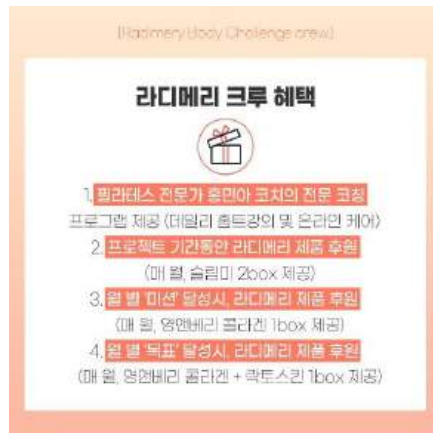 [Radimery Body Challenge crew]
라디메리 크루 혜택
1. 필라테스 전문가 홍민아 코치의 전문 코칭
프로그램 제공 (데일리 홈트강의 및 온라인 케어)
2. 프로젝트 기간동안 라디메리 제품 후원
(매 월, 슬림미 2box 제공)
3. 월 별 '미션' 달성시, 라디메리 제품 후원
(매 월, 영앤베리 콜라겐 1box 제공)
4. 월 별 '목표' 달성시, 라디메리 제품 후원
(매 월, 영앤베리 콜라겐 + 락토스킨 1box 제공)